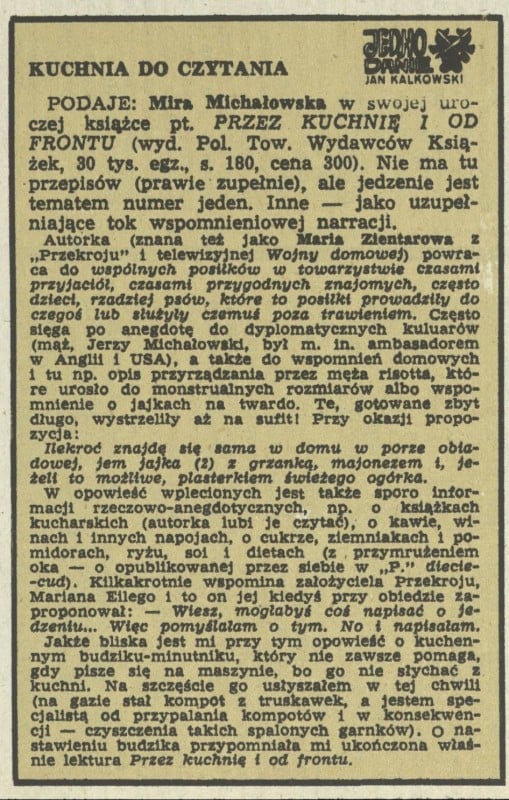 JEDNO
DANIE
JAN KALKOWSKI
KUCHNIA DO CZYTANIA
PODAJE: Mira Michałowska w swojej uro-
czej książce pt. PRZEZ KUCHNIĘ I OD
FRONTU (wyd. Pol. Tow. Wydawców Ksią-
żek, 30 tys. egz., s. 180, cena 300). Nie ma tu
przepisów (prawie zupełnie), ale jedzenie jest
tematem numer jeden. Inne — jako uzupeł-
niające tok wspomnieniowej narracji.
Autorka (znana też jako Maria Zientarowa z
„Przekroju" i telewizyjnej Wojny domowej) powra-
ca do wspólnych posiłków w towarzystwie czasami
przyjaciół, czasami przygodnych znajomych, często
dzieci, rzadziej psów, które to posiłki prowadziły do
czegoś lub służyły czemuś poza trawieniem. Często
sięga po anegdotę do dyplomatycznych kuluarów
(mąż, Jerzy Michałowski, był m. in. ambasadorem
w Anglii i USA), a także do wspomnień domowych
i tu np. opis przyrządzania przez męża risotta, któ-
re urosło do monstrualnych rozmiarów albo wspo-
mnienie o jajkach na twardo. Te, gotowane zbyt
długo, wystrzeliły aż na sufit! Przy okazji propo-
zycja:
Ilekroć znajdę się sama w domu w porze obia-
dowej, jem jajka (2) z grzanką, majonezem i, je-
żeli to możliwe, plasterkiem świeżego ogórka.
W opowieść wplecionych jest także sporo infor-
macji rzeczowo-anegdotycznych, np. o książkach
kucharskich (autorka lubi je czytać), o kawie, wi-
nach i innych napojach, o cukrze, ziemniakach i po-
midorach, ryżu, soi i dietach (z przymrużeniem
oka — o opublikowanej przez siebie w „P." diecie-
-cud). Kilkakrotnie wspomina założyciela Przekroju,
Mariana Eilego i to on jej kiedyś przy obiedzie za-
proponował: — Wiesz, mogłabyś coś napisać o je-
dzeniu... Więc pomyślałam o tym. No i napisałam.
Jakże bliska jest mi przy tym opowieść o kuchen-
nym budziku-minutniku, który nie zawsze pomaga,
gdy pisze się na maszynie, bo go nie słychać z
kuchni. Na szczęście go usłyszałem w tej chwili
(na gazie stał kompot z truskawek, a jestem spe-
cjalistą od przypalania kompotów i w konsekwen-
cji — czyszczenia takich spalonych garnków). O na-
stawieniu budzika przypomniała mi ukończona właś-
nie lektura Przez kuchnię i od frontu.